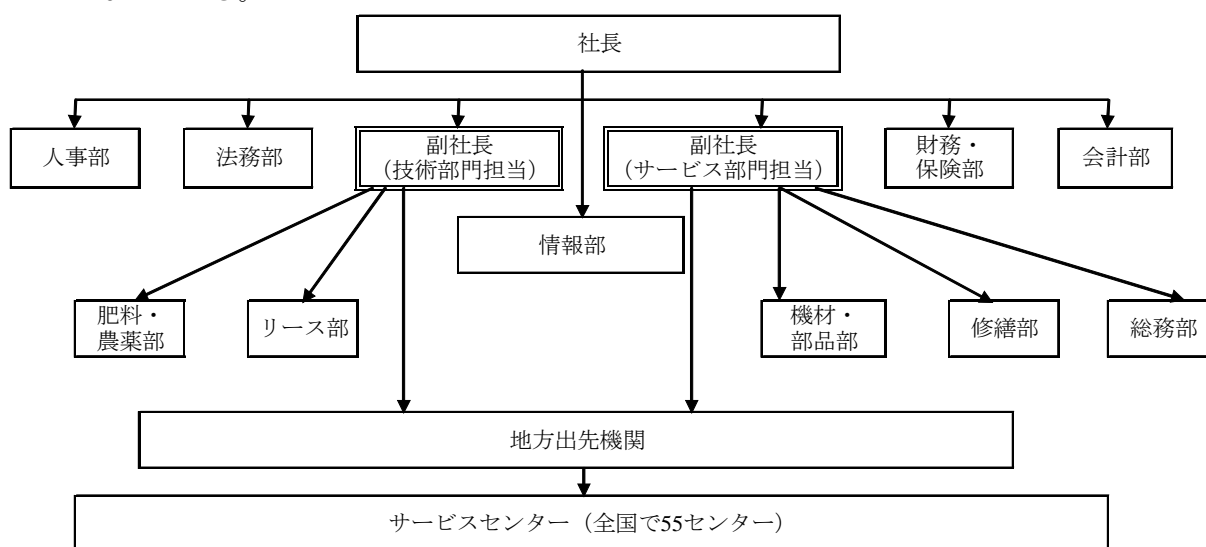 社長
人事部
法務部
副社長
（技術部門担当）
副社長
（サービス部門担当）
財務・
保険部
会計部
情報部
肥料・
農薬部
リース部
機材・
部品部
修繕部
総務部
地方出先機関
サービスセンター（全国で55センター）